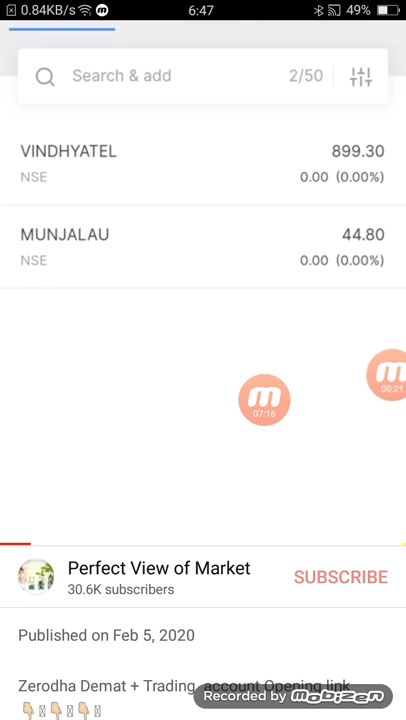 0.84KB/s 6:47 49%
Search & add 2/50
VINDHYATEL 899.30
NSE 0.00 (0.00%)
MUNJALAU 44.80
NSE 0.00 (0.00%)
00:21
07:16
Perfect View of Market SUBSCRIBE
30.6K subscribers
Published on Feb 5, 2020
Zerodha Demat + Trading account Opening link
Recorded by mobizen